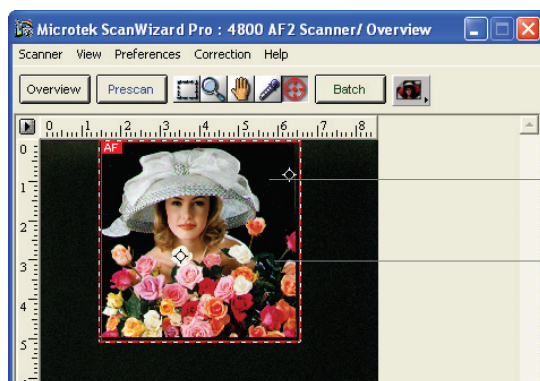 Microtek ScanWizard Pro : 4800 AF2 Scanner/ Overview
Scanner View Preferences Correction Help
Overview Prescan Batch
0 1 2 3 4 5 6 7 8
0
AF
1
2
3
4
5